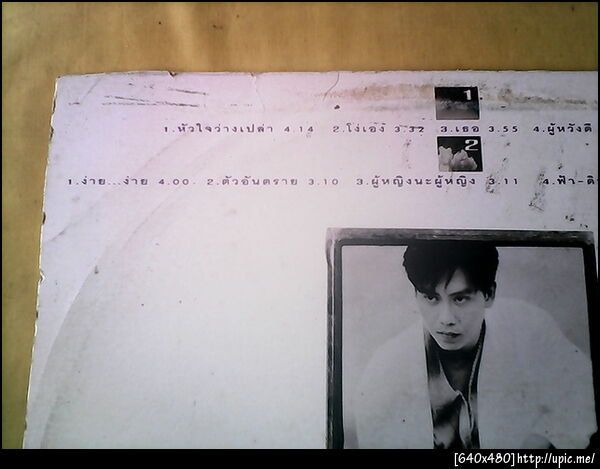 1
1.หัวใจว่างเปล่า 4.14 2.โง่เอง 3.32 3.เธอ 3.55 4.ผู้หวังดี
2
1.ง่าย...ง่าย 4.00 2.ตัวอันตราย 3.10 3.ผู้หญิงนะผู้หญิง 3.11 4.ฟ้า-ดิ
[640x480]http://upic.me/